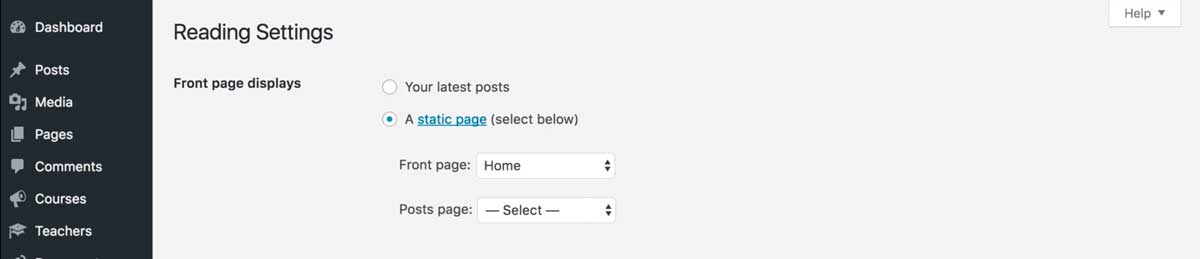 Dashboard
Posts
Media
Pages
Comments
Courses
Teachers
Help
Reading Settings
Front page displays
Your latest posts
A static page (select below)
Front page: Home
Posts page: — Select —